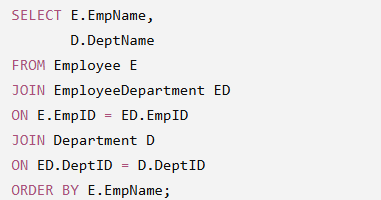 SELECT E.EmpName,
       D.DeptName
FROM Employee E
JOIN EmployeeDepartment ED
ON E.EmpID = ED.EmpID
JOIN Department D
ON ED.DeptID = D.DeptID
ORDER BY E.EmpName;